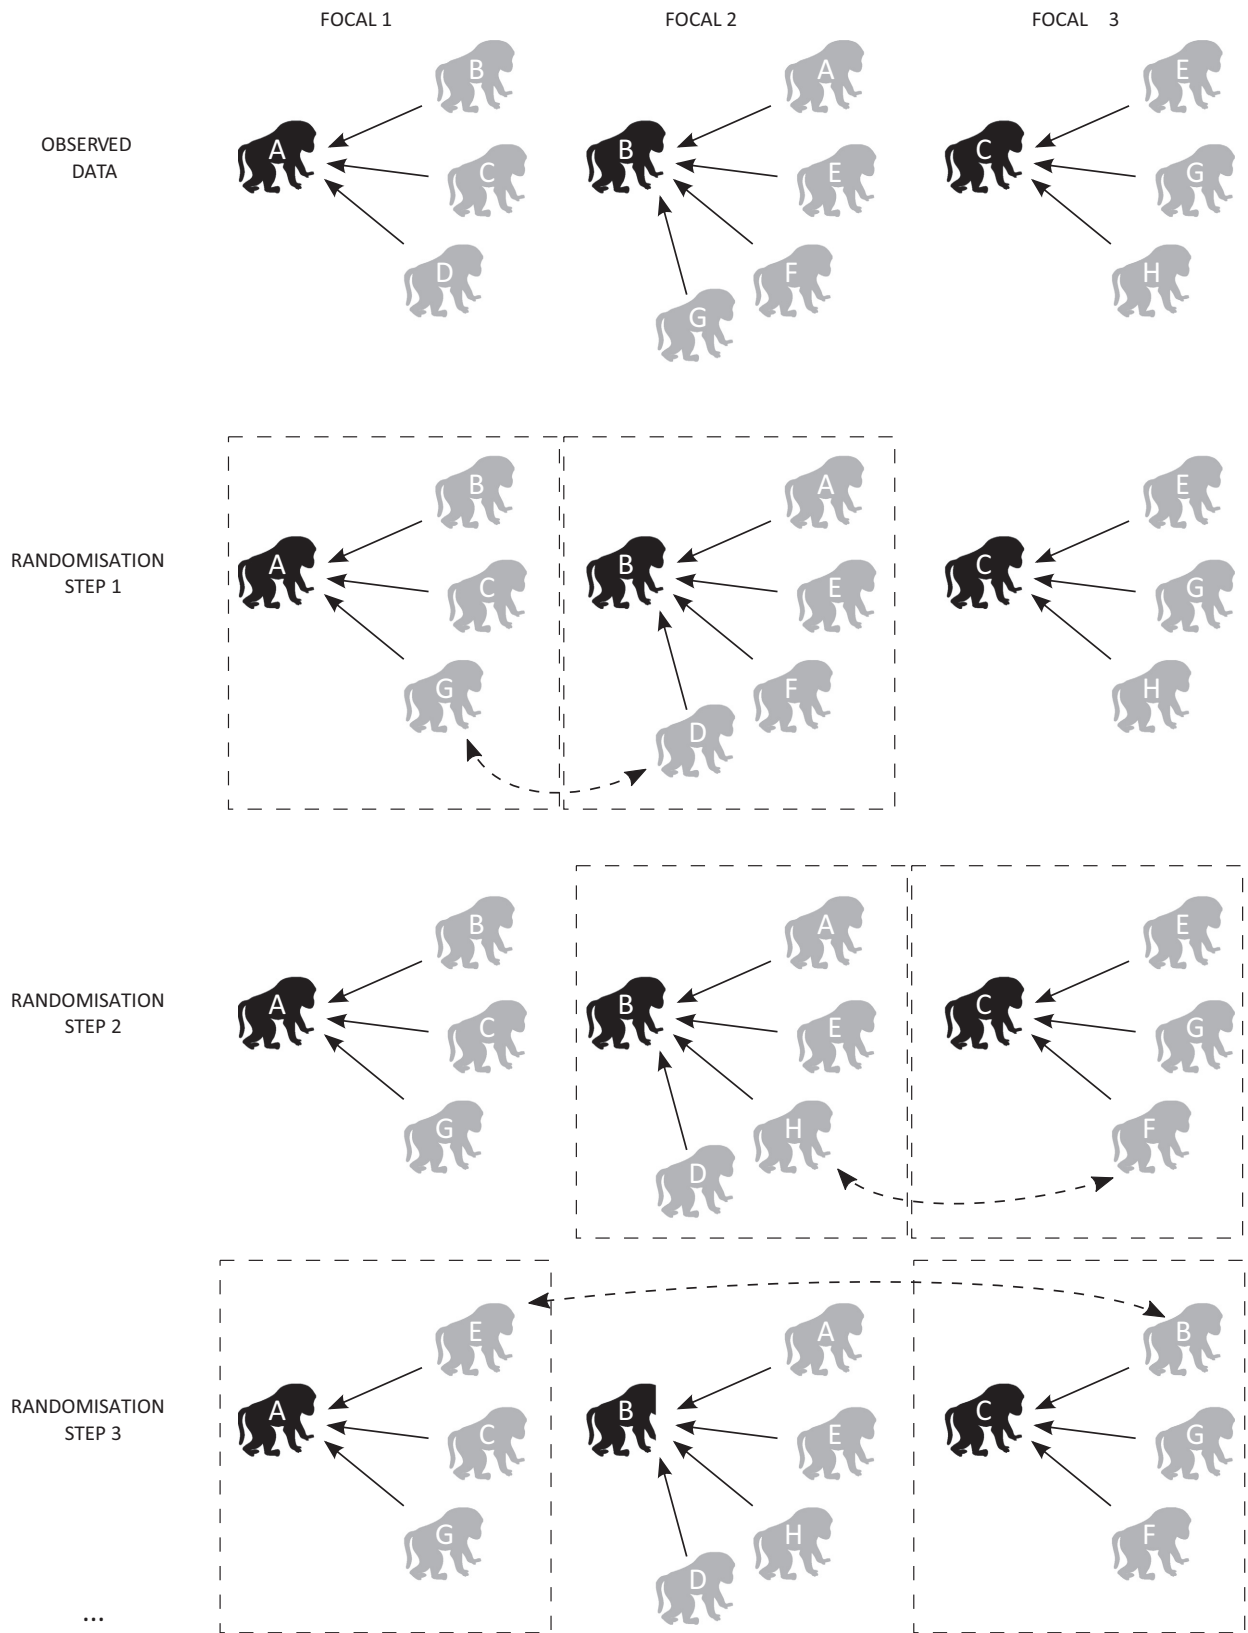 FOCAL 1 FOCAL 2 FOCAL 3
B A E
OBSERVED
DATA
A B C
C E G
D F H
G
B A E
RANDOMISATION
STEP 1
A B C
C E G
G F H
D
B A E
RANDOMISATION
STEP 2
A B C
C E G
G H F
D
E A B
RANDOMISATION
STEP 3
A B C
C E G
G H F
D
...